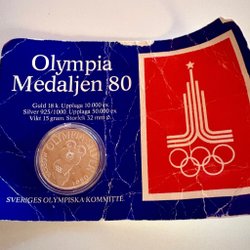 Olympia
Medaljen 80
Guld 18 k. Upplaga 10.000 ex.
Silver 925/1000. Upplaga 50.000 ex.
Vikt 15 gram. Storlek 32 mm ø.
SVERIGES OLYMPISKA KOMMITTÉ